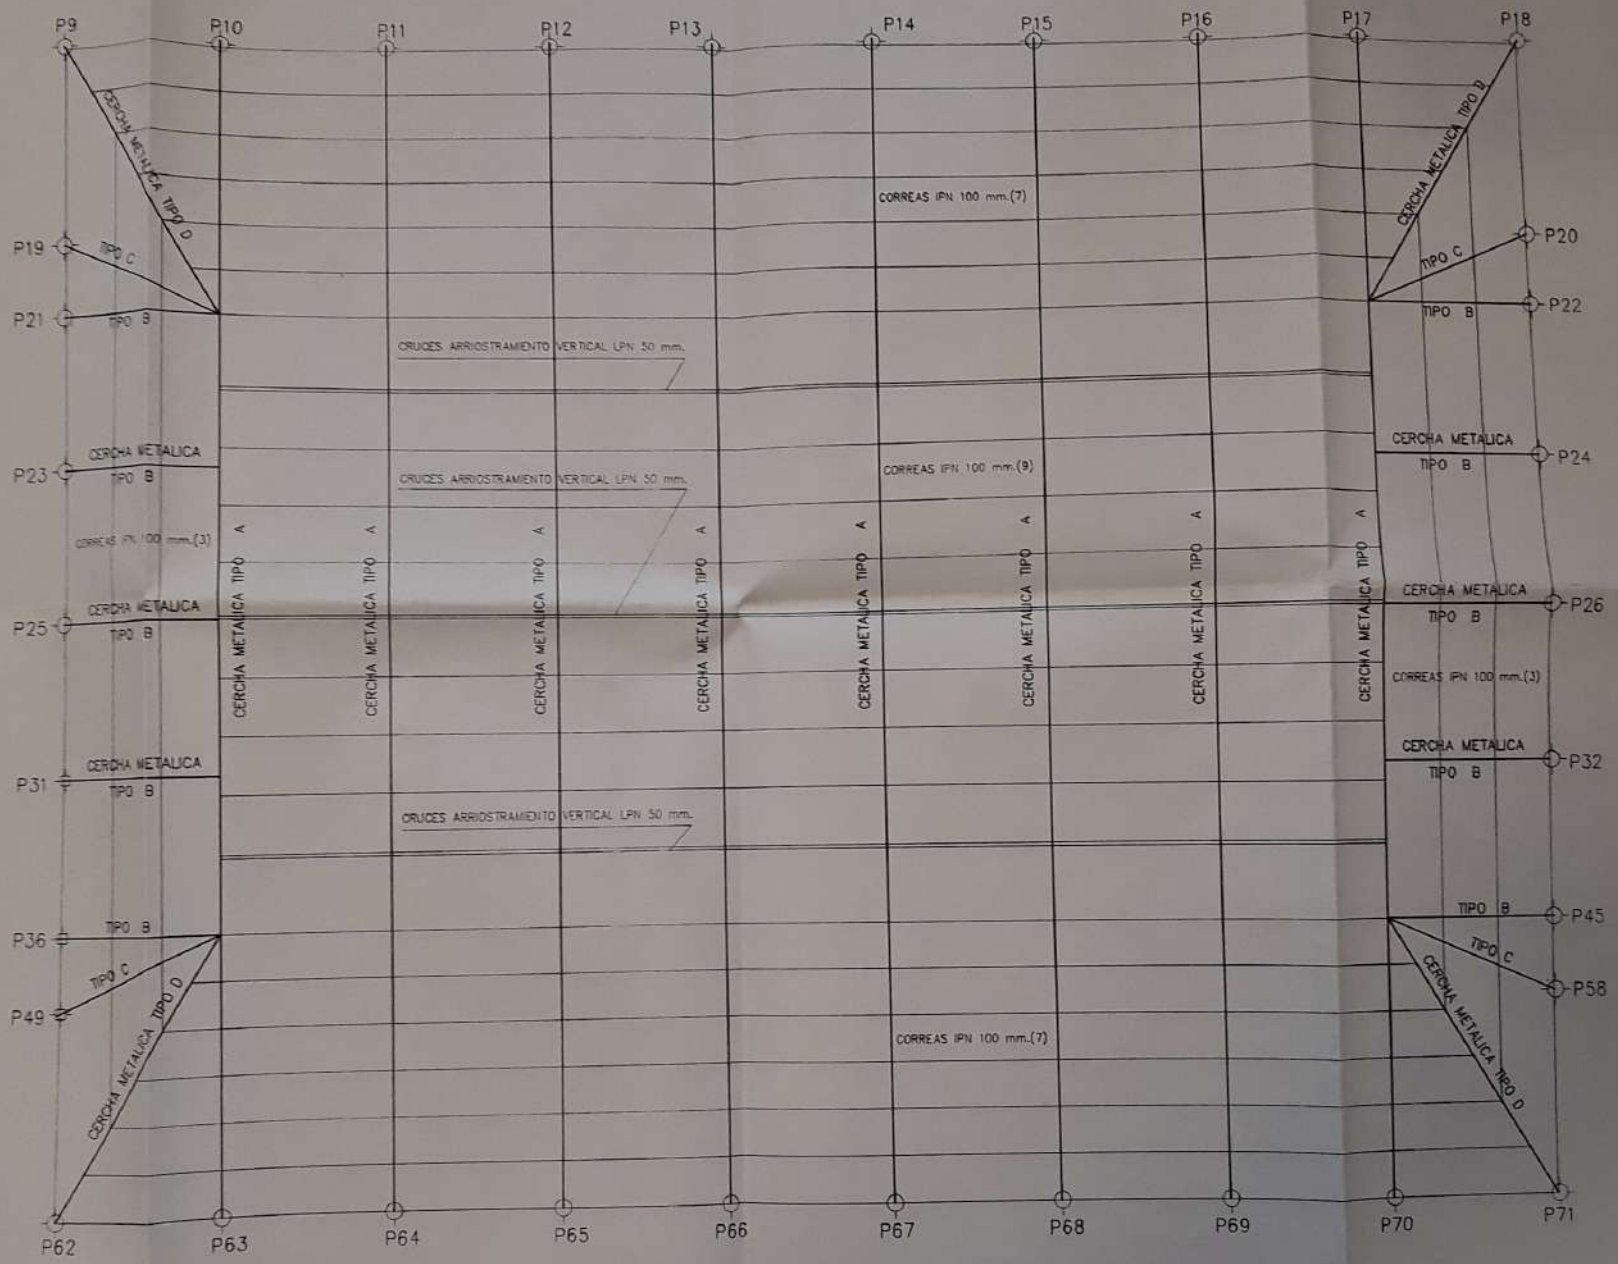 P9
P10
P11
P12
P13
P14
P15
P16
P17
P18
CERCHA METALICA TIPO D
CERCHA METALICA TIPO D
CORREAS IPN 100 mm.(7)
P19
TIPO C
TIPO C
P20
P21
TIPO B
TIPO B
P22
CRUCES ARRIOSTRAMIENTO VERTICAL LPN 50 mm.
CERCHA METALICA
TIPO B
P23
CERCHA METALICA
TIPO B
P24
CRUCES ARRIOSTRAMIENTO VERTICAL LPN 50 mm.
CORREAS IPN 100 mm.(9)
CORREAS IPN 100 mm.(3)
CERCHA METALICA TIPO A
CERCHA METALICA TIPO A
CERCHA METALICA TIPO A
CERCHA METALICA TIPO A
CERCHA METALICA TIPO A
CERCHA METALICA TIPO A
CERCHA METALICA TIPO A
CERCHA METALICA TIPO A
P25
CERCHA METALICA
TIPO B
CERCHA METALICA
TIPO B
P26
CORREAS IPN 100 mm.(3)
P31
CERCHA METALICA
TIPO B
CERCHA METALICA
TIPO B
P32
CRUCES ARRIOSTRAMIENTO VERTICAL LPN 50 mm.
P36
TIPO B
TIPO B
P45
P49
TIPO C
TIPO C
P58
CERCHA METALICA TIPO D
CERCHA METALICA TIPO D
CORREAS IPN 100 mm.(7)
P62
P63
P64
P65
P66
P67
P68
P69
P70
P71